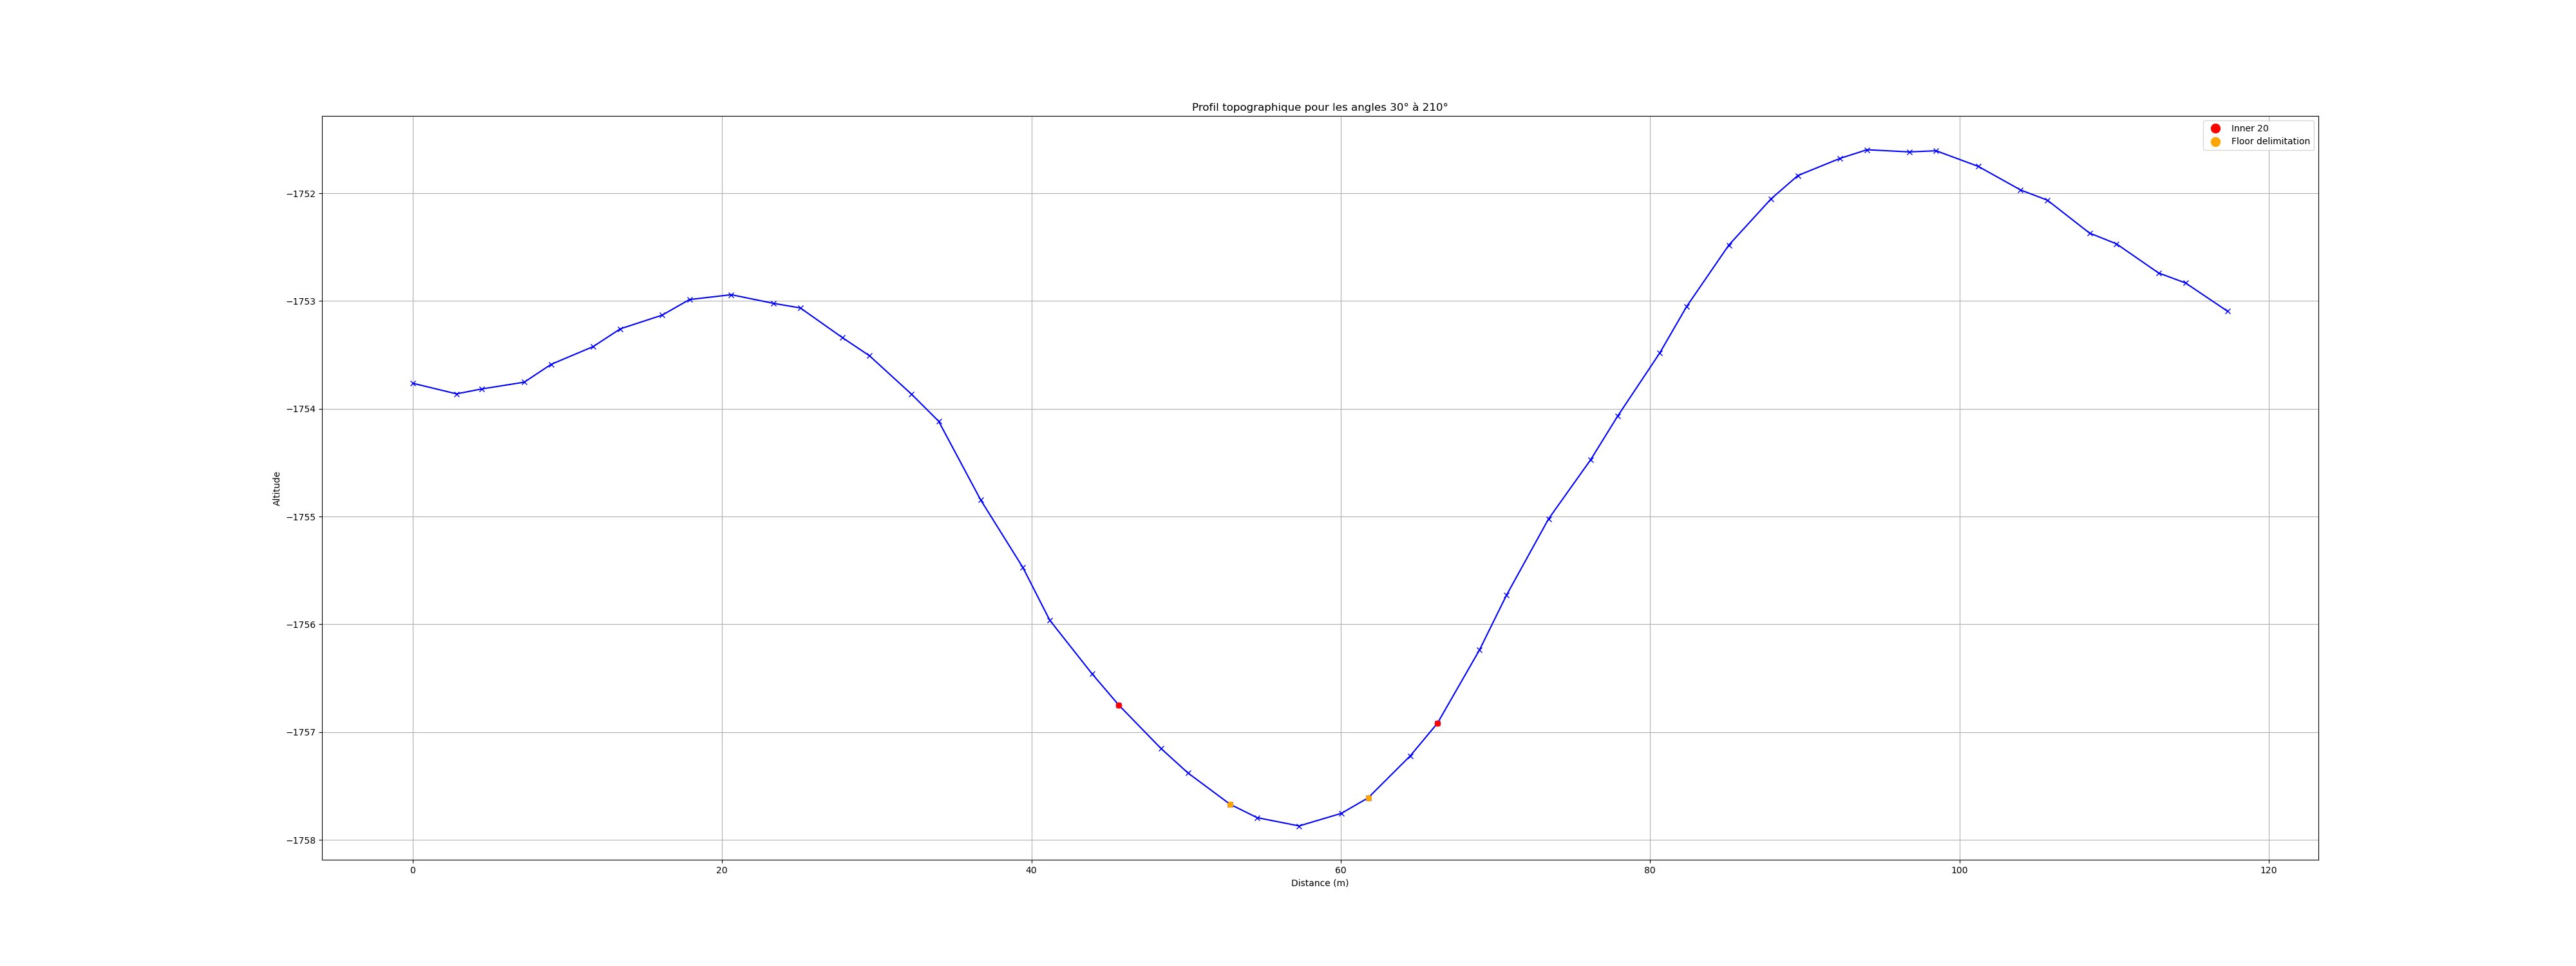 Profil topographique pour les angles 30° à 210°
Inner 20
Floor delimitation
Altitude
−1752
−1753
−1754
−1755
−1756
−1757
−1758
0
20
40
60
80
100
120
Distance (m)